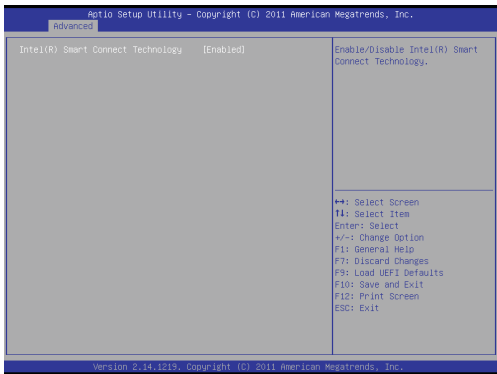 Aptio Setup Utility – Copyright (C) 2011 American Megatrends, Inc.
Advanced
Intel(R) Smart Connect Technology [Enabled]
Enable/Disable Intel(R) Smart
Connect Technology.
↔: Select Screen
↑↓: Select Item
Enter: Select
+/-: Change Option
F1: General Help
F7: Discard Changes
F9: Load UEFI Defaults
F10: Save and Exit
F12: Print Screen
ESC: Exit
Version 2.14.1219. Copyright (C) 2011 American Megatrends, Inc.